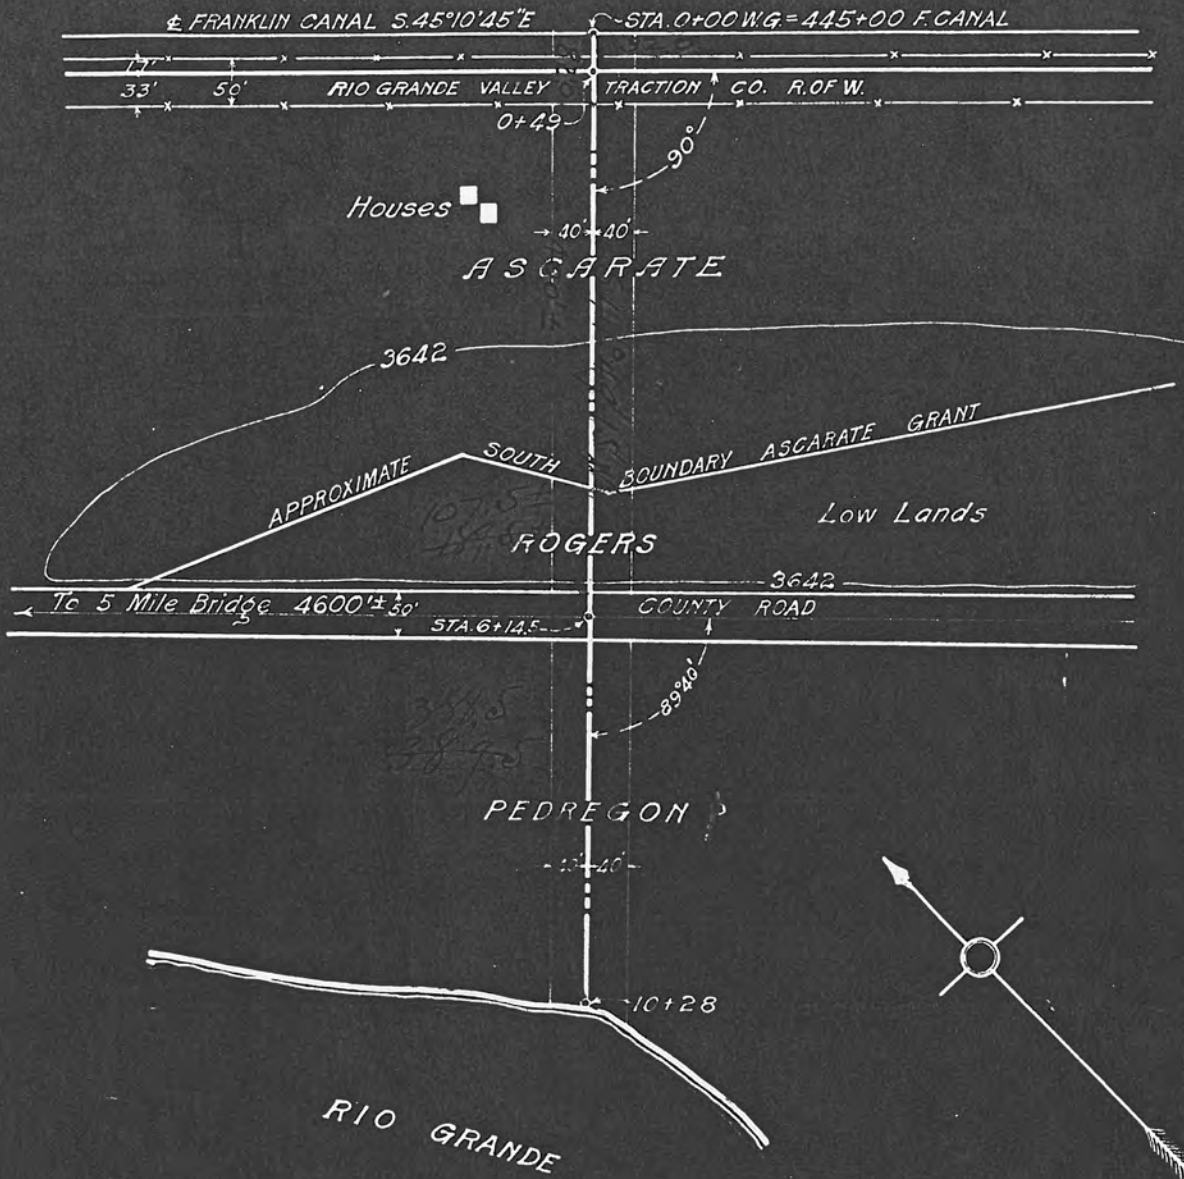 ℄ FRANKLIN CANAL S.45°10'45"E STA. 0+00 W.G.=445+00 F. CANAL
17'
33' 50' RIO GRANDE VALLEY TRACTION CO. R.OF W.
0+49
90°
Houses
40' 40'
ASCARATE
3642
APPROXIMATE SOUTH BOUNDARY ASCARATE GRANT
Low Lands
107.5
ROGERS
3642
To 5 Mile Bridge 4600'± 50' COUNTY ROAD
STA. 6+14.5
89°40'
PEDREGON
40' 40'
10+28
RIO GRANDE